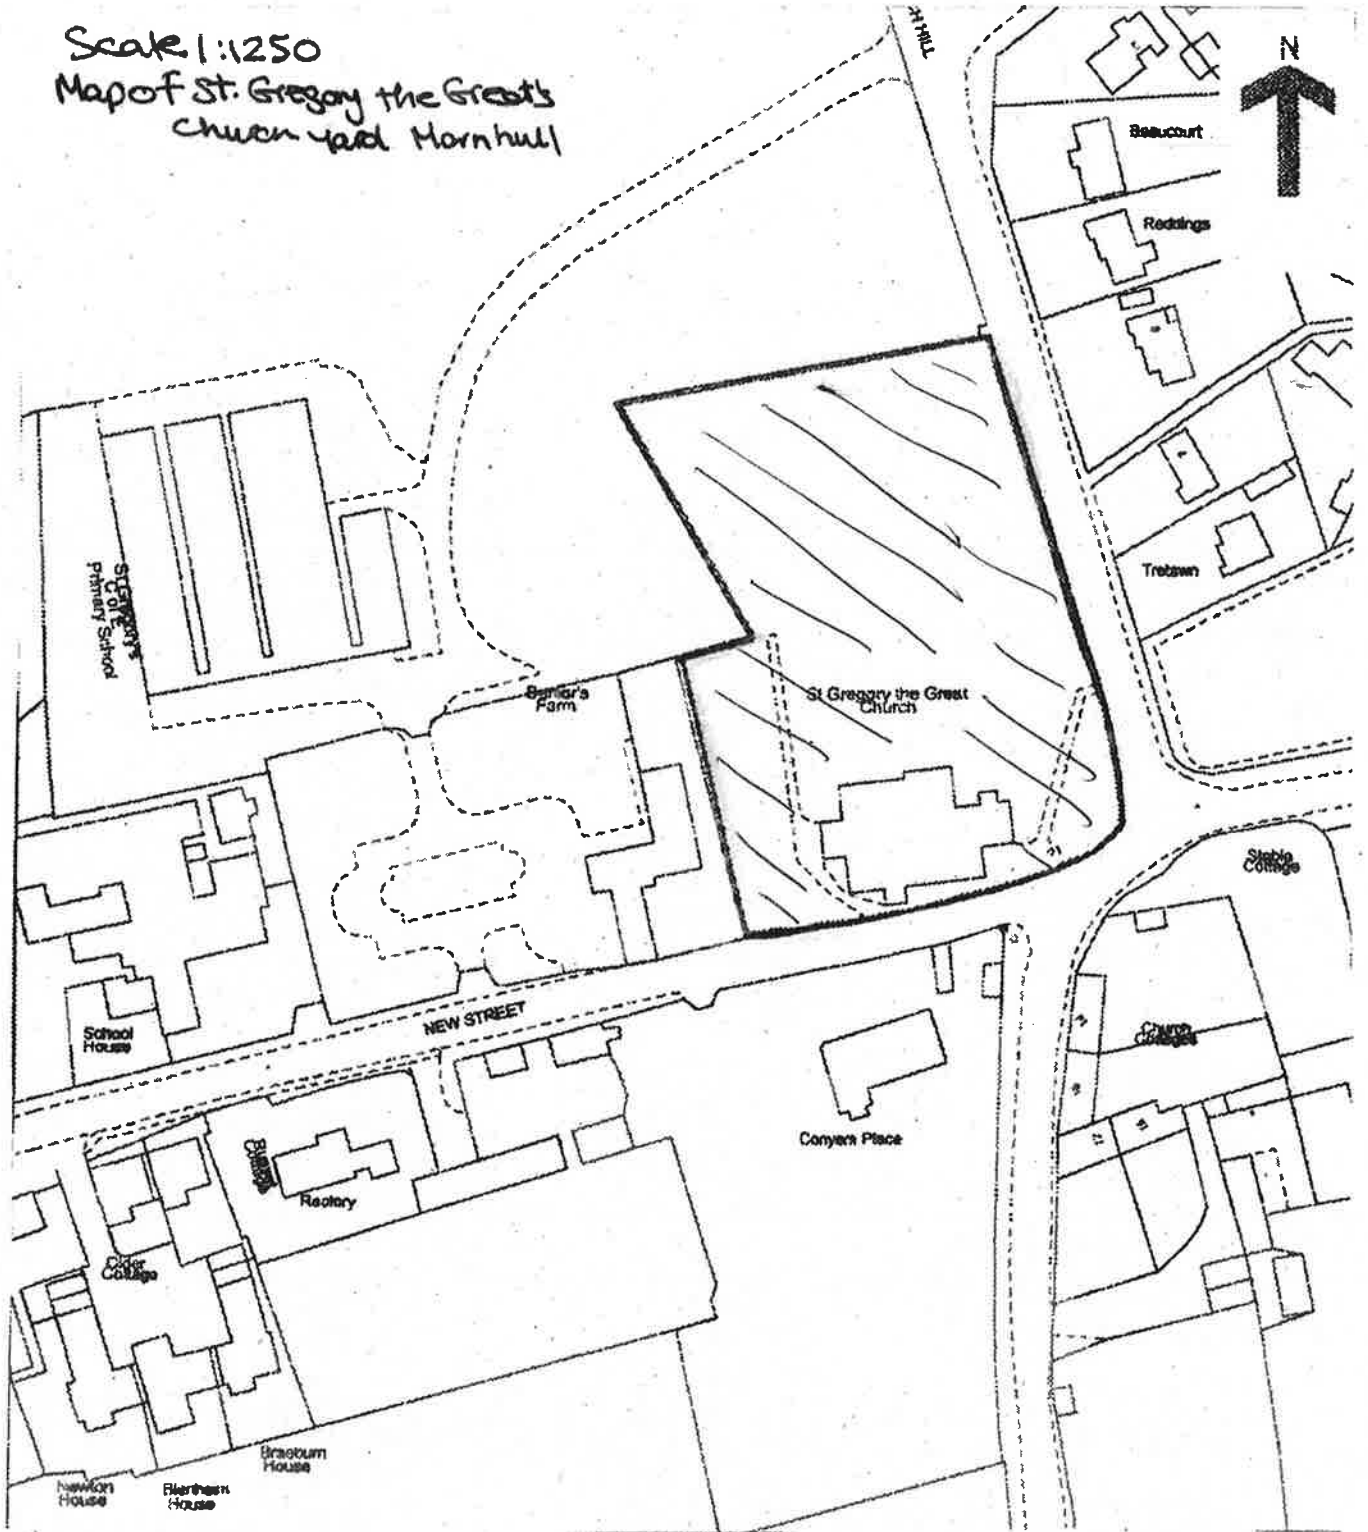 Scale 1:1250
Map of St. Gregory the Great's
Church yard Marnhull
N
CH HILL
Beaucourt
Reddings
Tretawn
St Gregory's
C of E
Primary School
Bunter's
Farm
St Gregory the Great
Church
Stable
Cottage
NEW STREET
School
House
Church
Cottages
Conyers Place
Rectory
Cider
Cottage
Braeburn
House
Newton
House
Blenheim
House